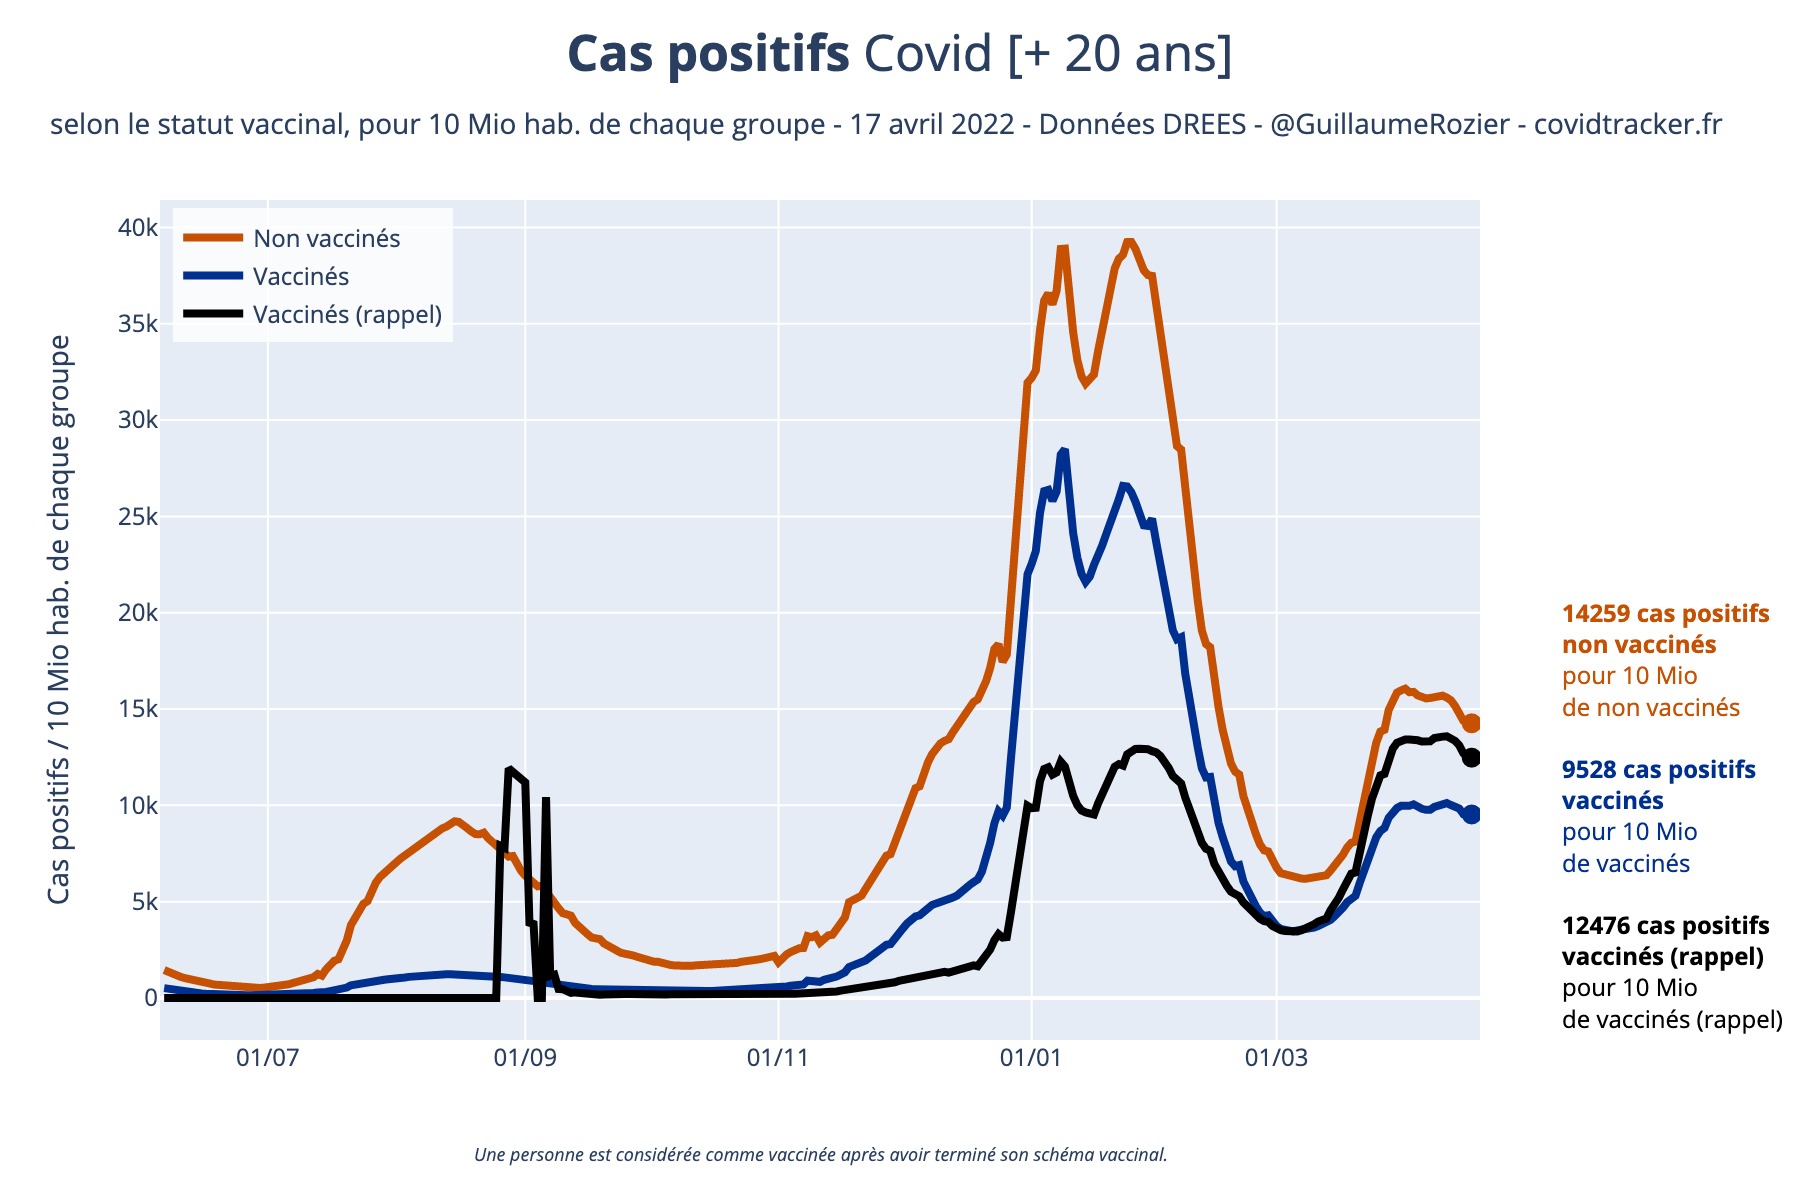 Cas positifs Covid [+ 20 ans]
selon le statut vaccinal, pour 10 Mio hab. de chaque groupe - 17 avril 2022 - Données DREES - @GuillaumeRozier - covidtracker.fr
Non vaccinés
Vaccinés
Vaccinés (rappel)
Cas positifs / 10 Mio hab. de chaque groupe
40k
35k
30k
25k
20k
15k
10k
5k
0
01/07
01/09
01/11
01/01
01/03
14259 cas positifs
non vaccinés
pour 10 Mio
de non vaccinés
9528 cas positifs
vaccinés
pour 10 Mio
de vaccinés
12476 cas positifs
vaccinés (rappel)
pour 10 Mio
de vaccinés (rappel)
Une personne est considérée comme vaccinée après avoir terminé son schéma vaccinal.